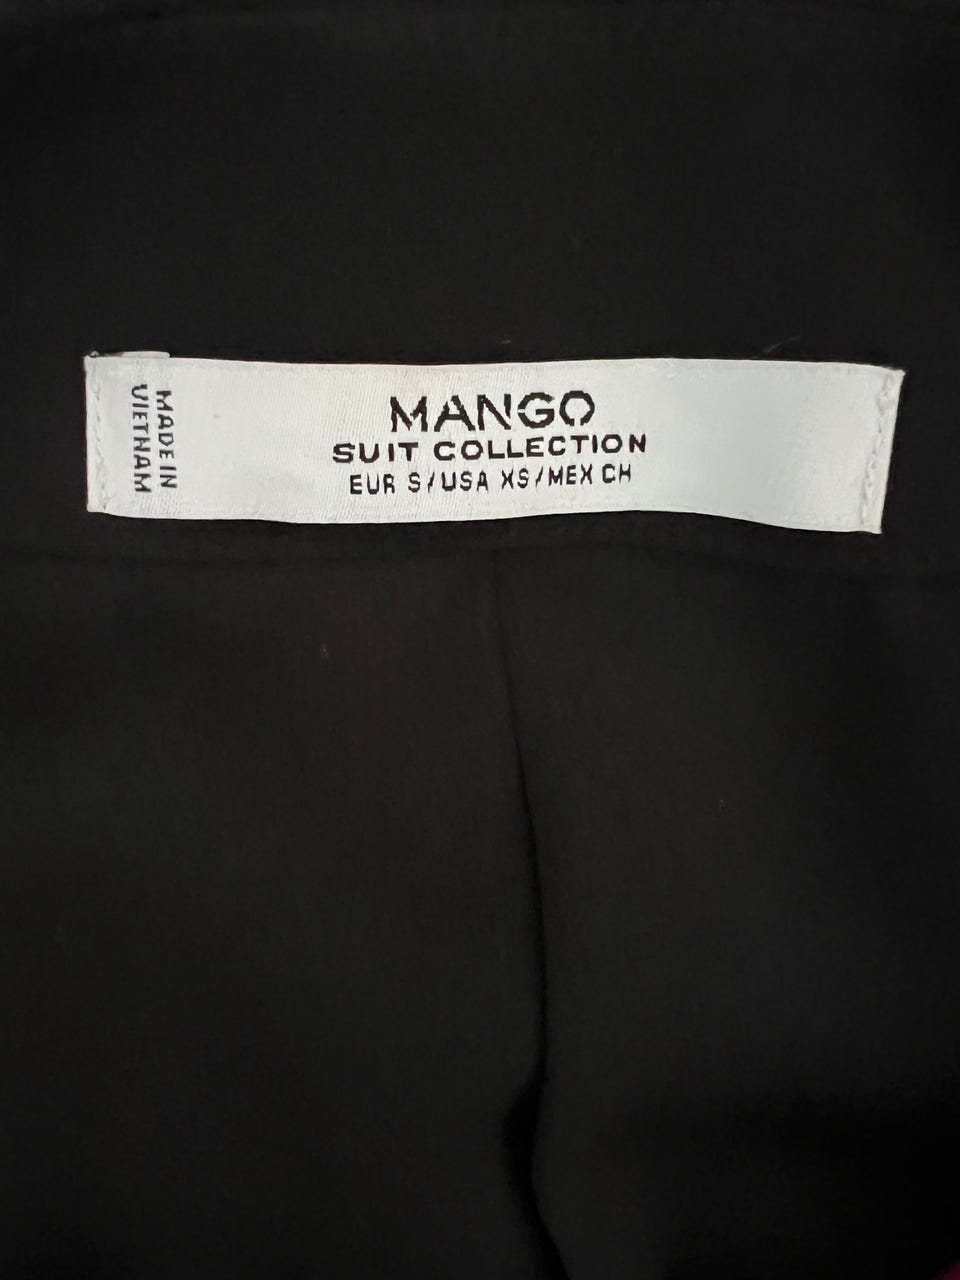 MANGO
SUIT COLLECTION
EUR S/USA XS/MEX CH
MADE IN
VIETNAM